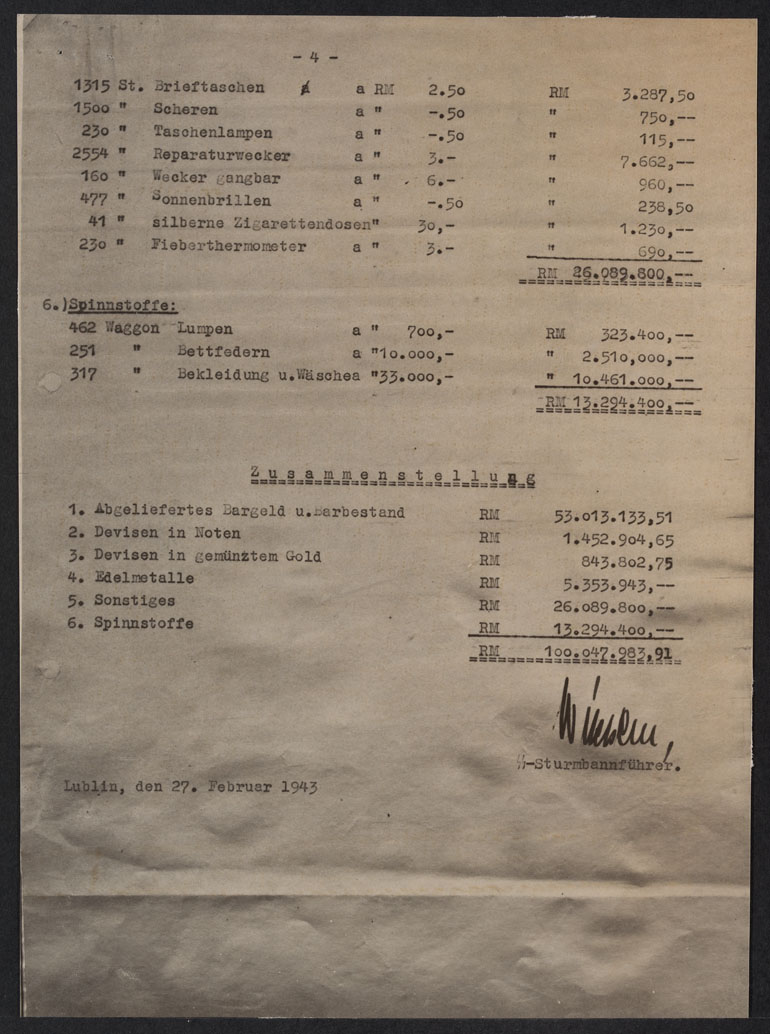 - 4 -
1315 St. Brieftaschen a RM 2.50 RM 3.287,50
1500 " Scheren a " -.50 " 750,--
230 " Taschenlampen a " -.50 " 115,--
2554 " Reparaturwecker a " 3.- " 7.662,--
160 " Wecker gangbar a " 6.- " 960,--
477 " Sonnenbrillen a " -.50 " 238,50
41 " silberne Zigarettendosen" 30,- " 1.230,--
230 " Fieberthermometer a " 3.- " 690,--
RM 26.089.800,--
6.)Spinnstoffe:
462 Waggon Lumpen a " 700,- RM 323.400,--
251 " Bettfedern a "10.000,- " 2.510,000,--
317 " Bekleidung u.Wäschea "33.000,- " 10.461.000,--
RM 13.294.400,--
Zusammenstellung
1. Abgeliefertes Bargeld u.Barbestand RM 53.013.133,51
2. Devisen in Noten RM 1.452.904,65
3. Devisen in gemünztem Gold RM 843.802,75
4. Edelmetalle RM 5.353.943,--
5. Sonstiges RM 26.089.800,--
6. Spinnstoffe RM 13.294.400,--
RM 100.047.983,91
ᛋᛋ-Sturmbannführer.
Lublin, den 27. Februar 1943